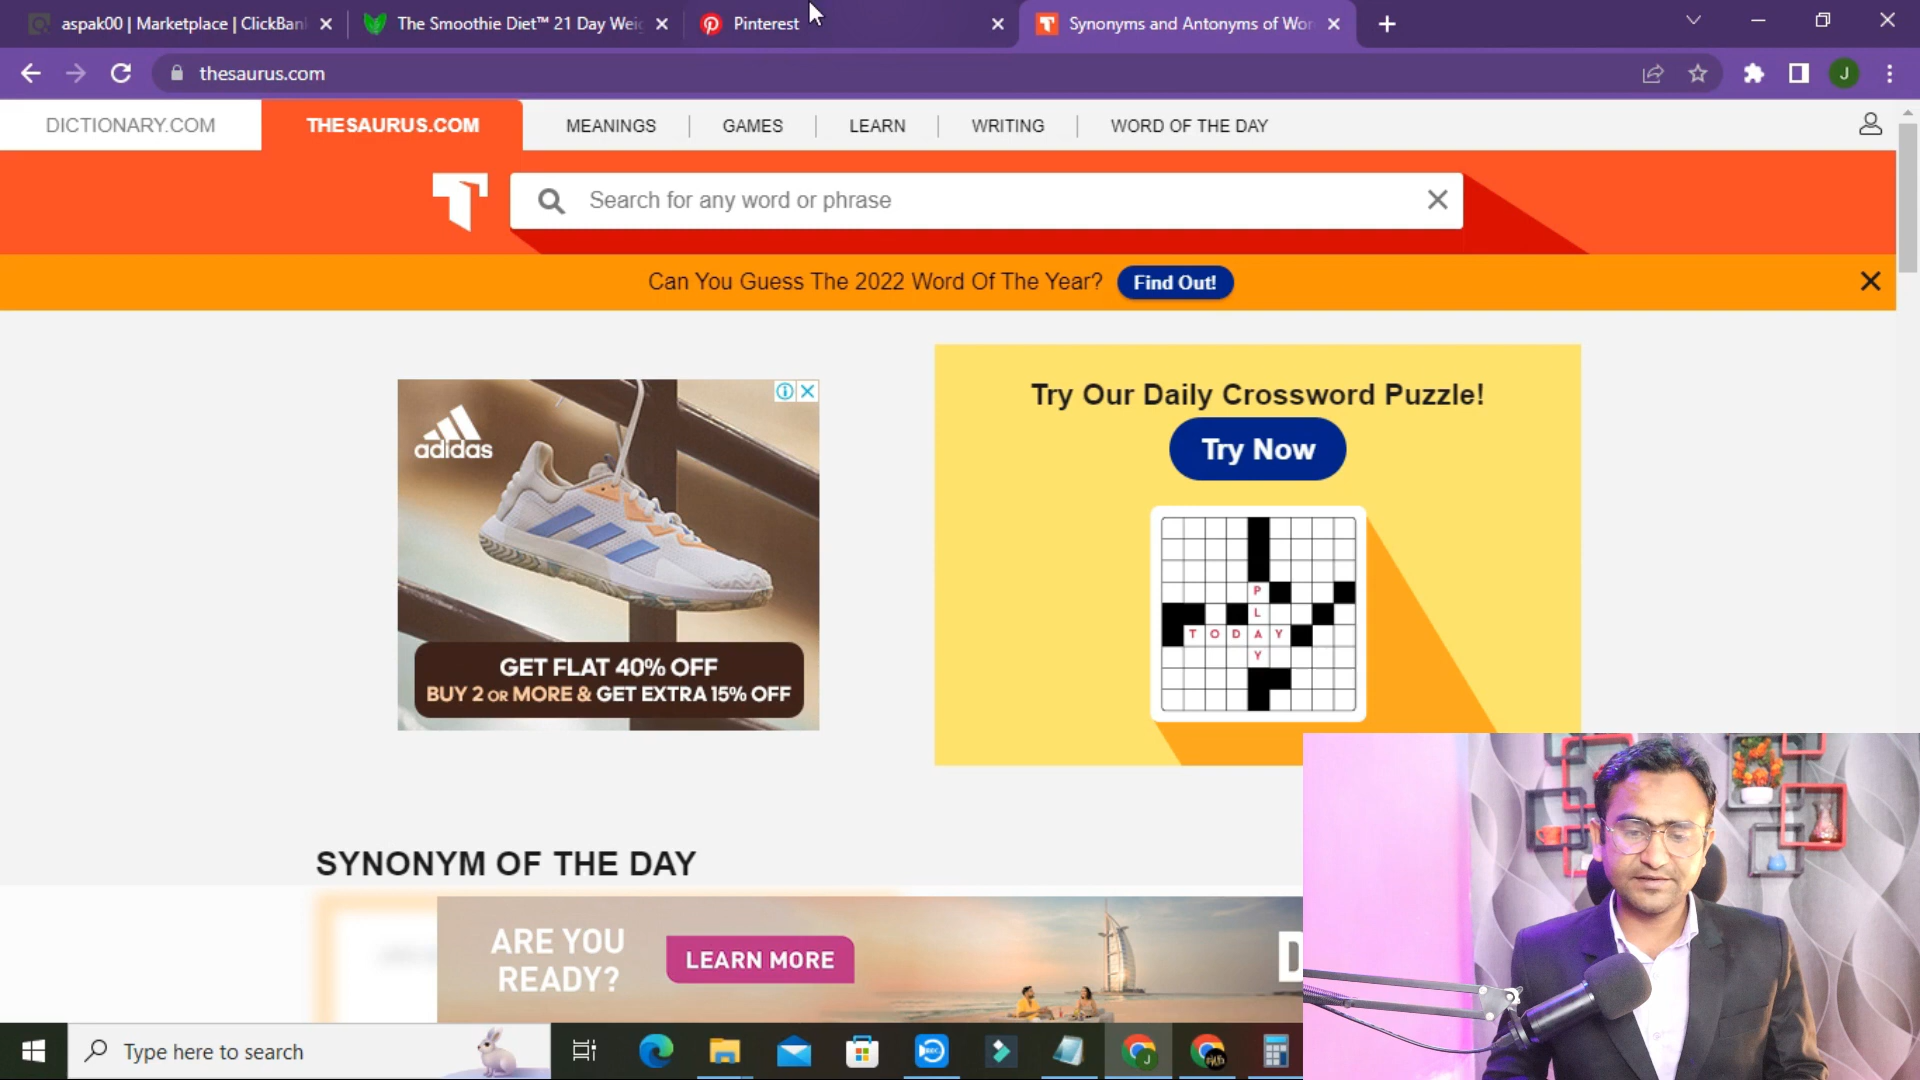 aspak00 | Marketplace | ClickBan
The Smoothie Diet™ 21 Day Wei
Pinterest
Synonyms and Antonyms of Wor
thesaurus.com
J
DICTIONARY.COM
THESAURUS.COM
MEANINGS
GAMES
LEARN
WRITING
WORD OF THE DAY
Search for any word or phrase
Can You Guess The 2022 Word Of The Year?
Find Out!
adidas
GET FLAT 40% OFF
BUY 2 OR MORE & GET EXTRA 15% OFF
Try Our Daily Crossword Puzzle!
Try Now
P
L
TODAY
Y
SYNONYM OF THE DAY
ARE YOU
READY?
LEARN MORE
D
Type here to search
REC
J